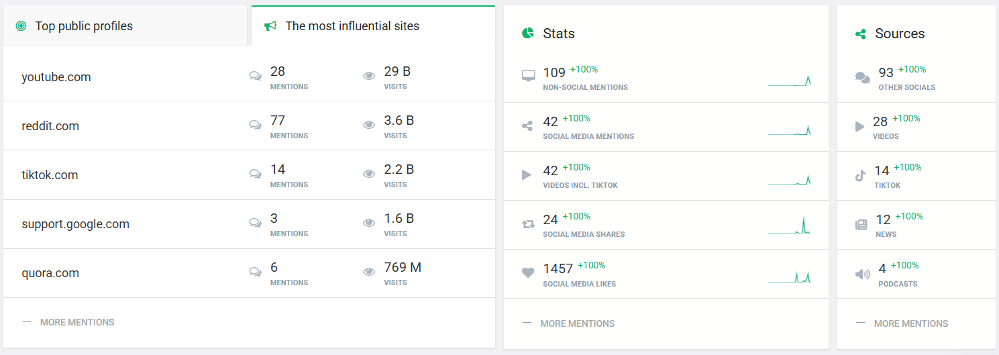 Top public profiles
The most influential sites
youtube.com
28
MENTIONS
29 B
VISITS
reddit.com
77
MENTIONS
3.6 B
VISITS
tiktok.com
14
MENTIONS
2.2 B
VISITS
support.google.com
3
MENTIONS
1.6 B
VISITS
quora.com
6
MENTIONS
769 M
VISITS
MORE MENTIONS
Stats
109 +100%
NON-SOCIAL MENTIONS
42 +100%
SOCIAL MEDIA MENTIONS
42 +100%
VIDEOS INCL. TIKTOK
24 +100%
SOCIAL MEDIA SHARES
1457 +100%
SOCIAL MEDIA LIKES
MORE MENTIONS
Sources
93 +100%
OTHER SOCIALS
28 +100%
VIDEOS
14 +100%
TIKTOK
12 +100%
NEWS
4 +100%
PODCASTS
MORE MENTIONS